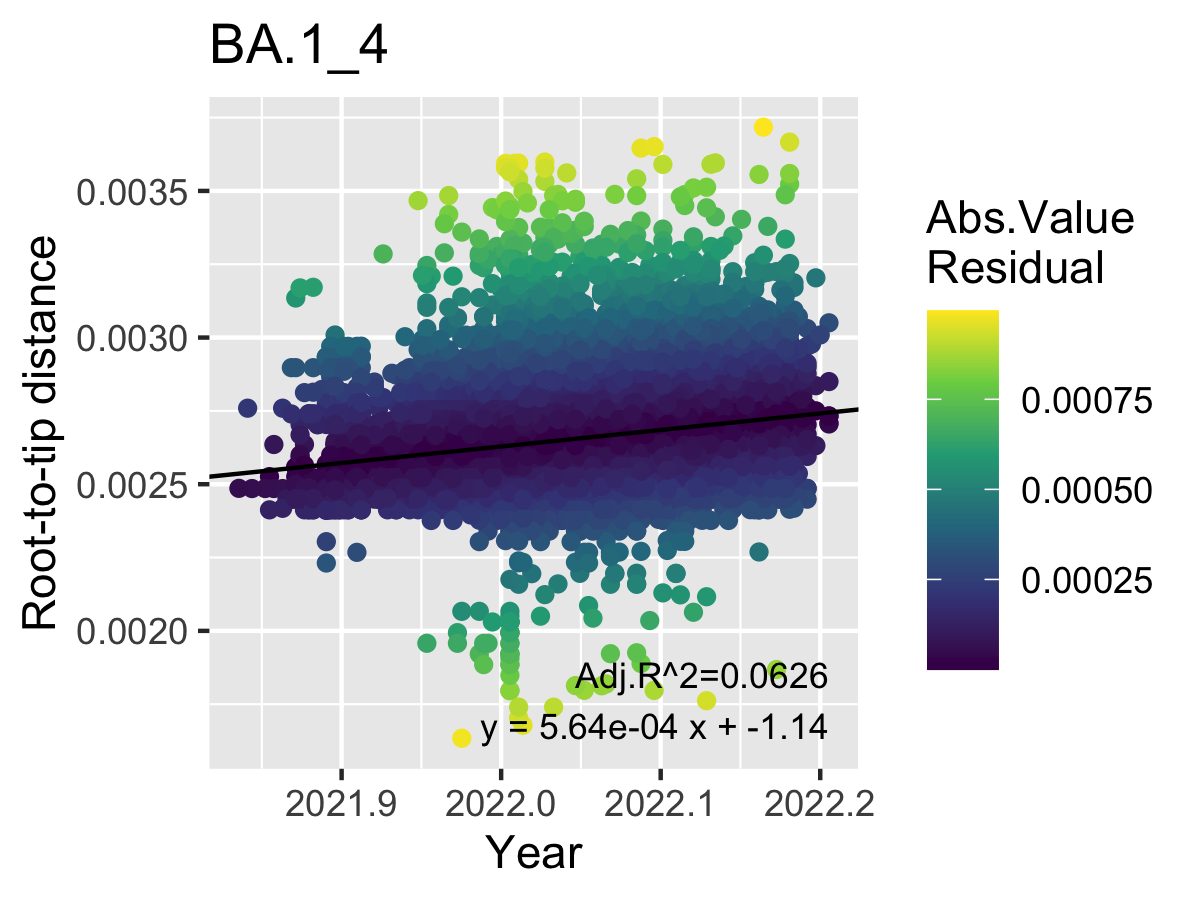 BA.1_4
Root-to-tip distance
0.0035
0.0030
0.0025
0.0020
Adj.R^2=0.0626
y = 5.64e-04 x + -1.14
2021.9 2022.0 2022.1 2022.2
Year
Abs.Value
Residual
0.00075
0.00050
0.00025